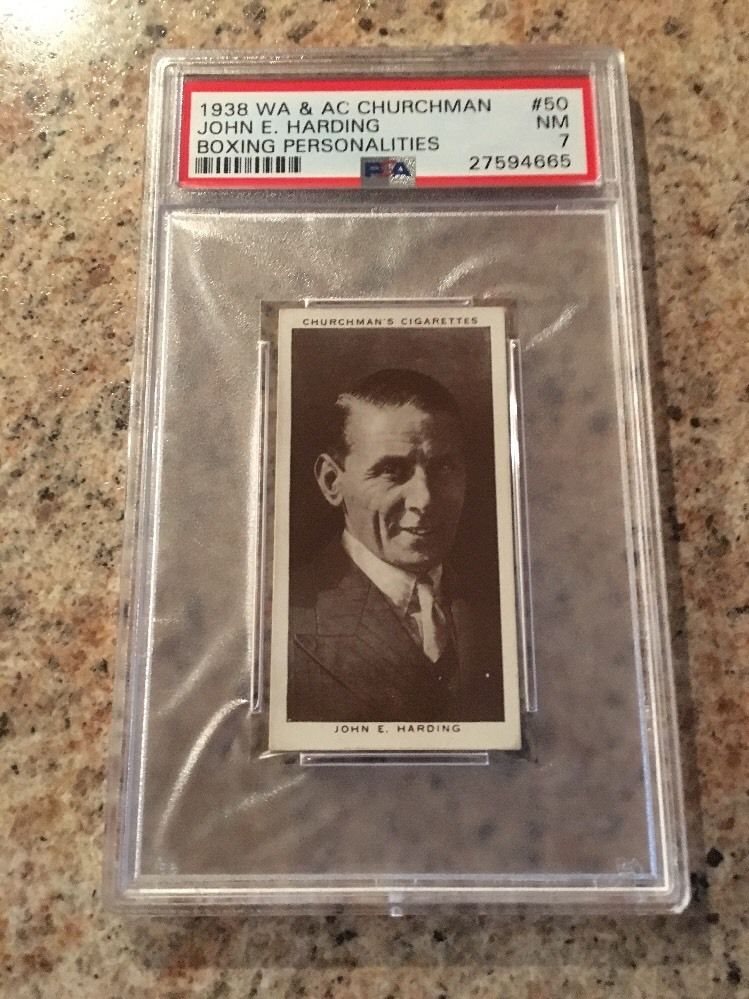 1938 WA & AC CHURCHMAN #50
JOHN E. HARDING NM
BOXING PERSONALITIES 7
PSA 27594665
CHURCHMAN'S CIGARETTES
JOHN E. HARDING